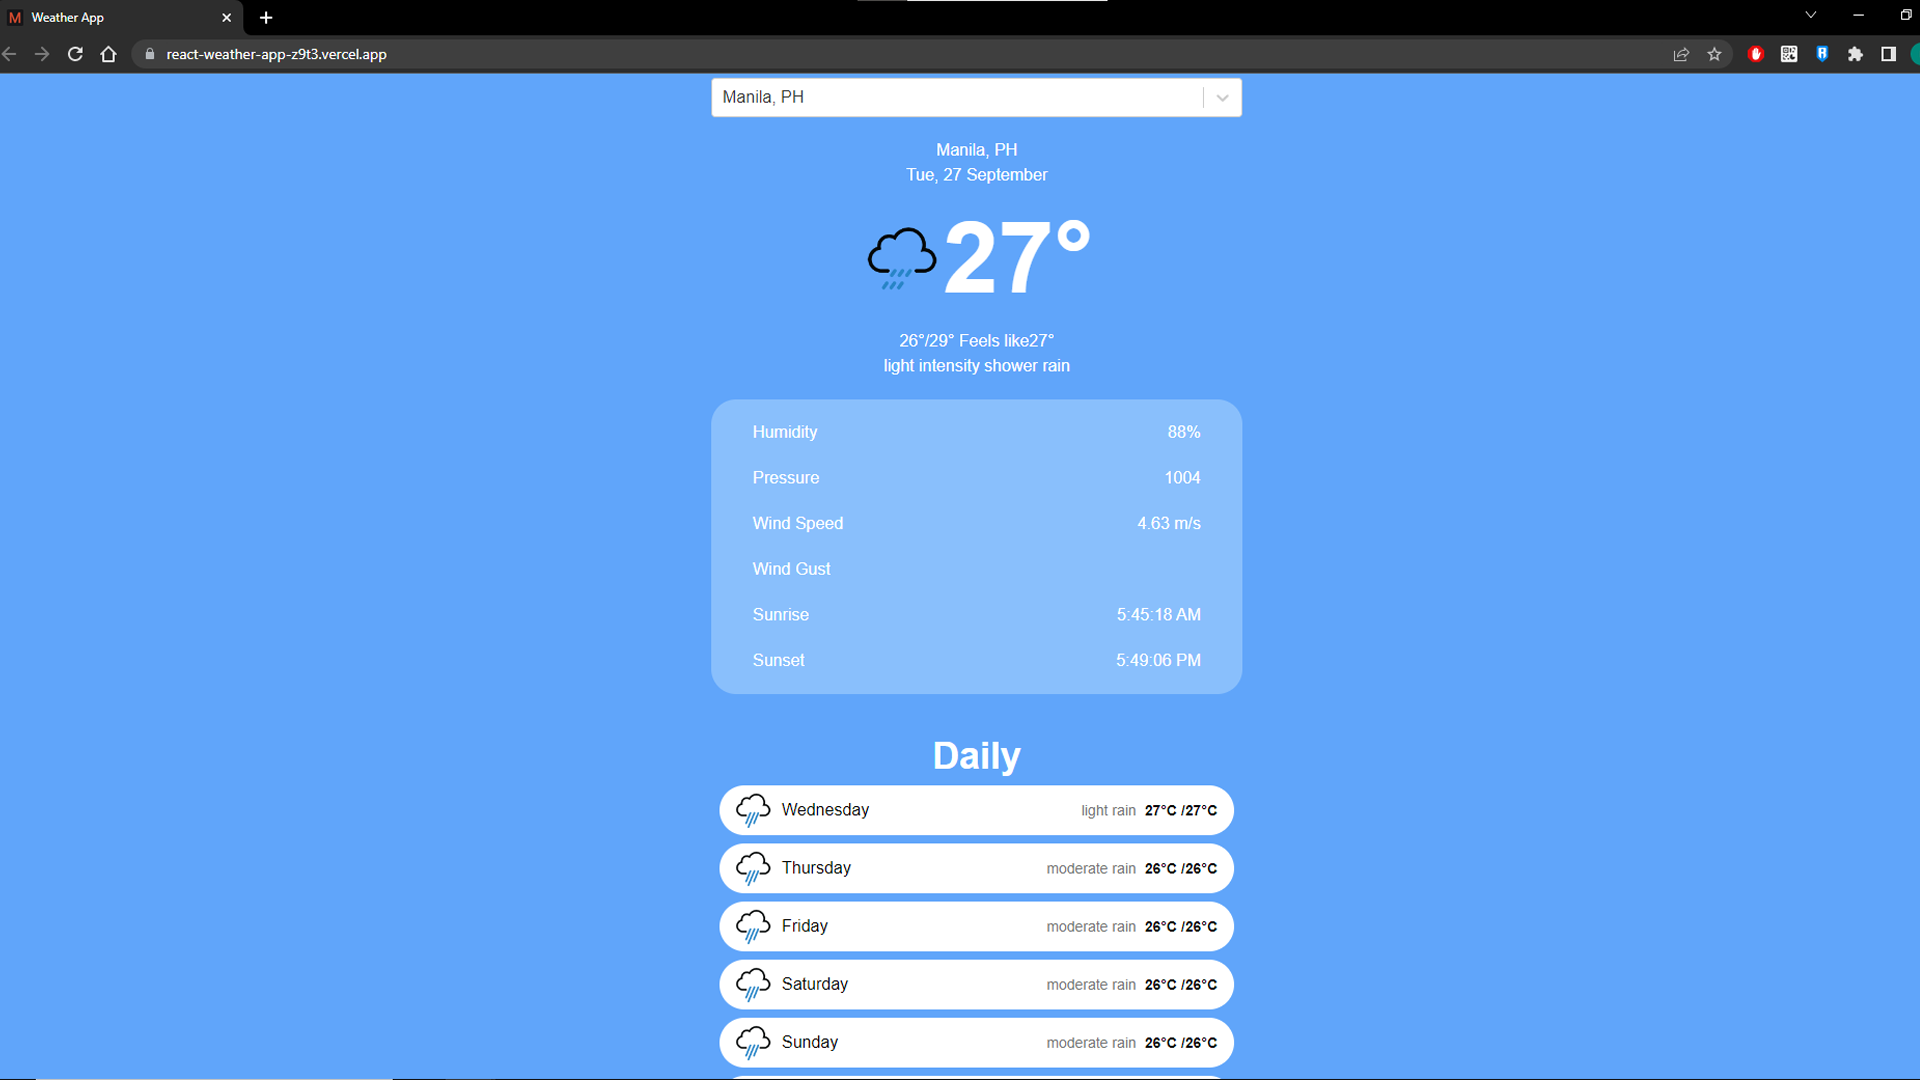 Weather App
react-weather-app-z9t3.vercel.app
Manila, PH
Manila, PH
Tue, 27 September
27°
26°/29° Feels like27°
light intensity shower rain
Humidity 88%
Pressure 1004
Wind Speed 4.63 m/s
Wind Gust
Sunrise 5:45:18 AM
Sunset 5:49:06 PM
Daily
Wednesday light rain 27°C /27°C
Thursday moderate rain 26°C /26°C
Friday moderate rain 26°C /26°C
Saturday moderate rain 26°C /26°C
Sunday moderate rain 26°C /26°C